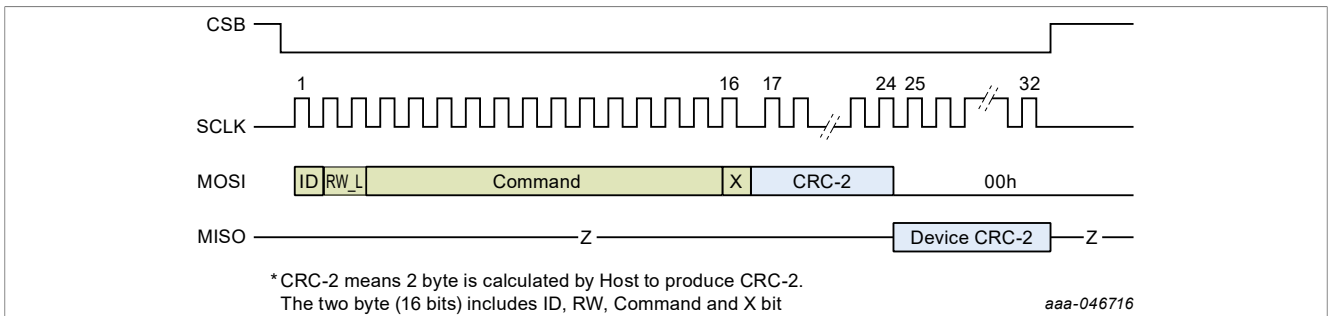 CSB
1 16 17 24 25 32
SCLK
MOSI ID RW_L Command X CRC-2 00h
MISO Z Device CRC-2 Z
* CRC-2 means 2 byte is calculated by Host to produce CRC-2.
The two byte (16 bits) includes ID, RW, Command and X bit
aaa-046716